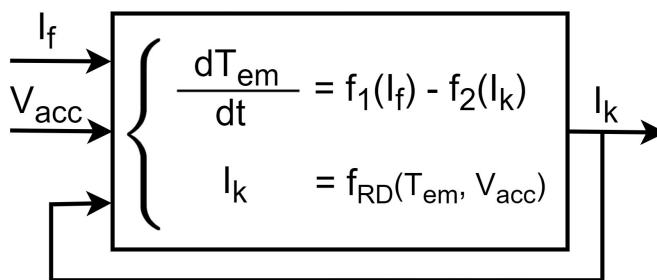 I_f
V_acc
dT_em/dt = f_1(I_f) - f_2(I_k)
I_k = f_RD(T_em, V_acc)
I_k